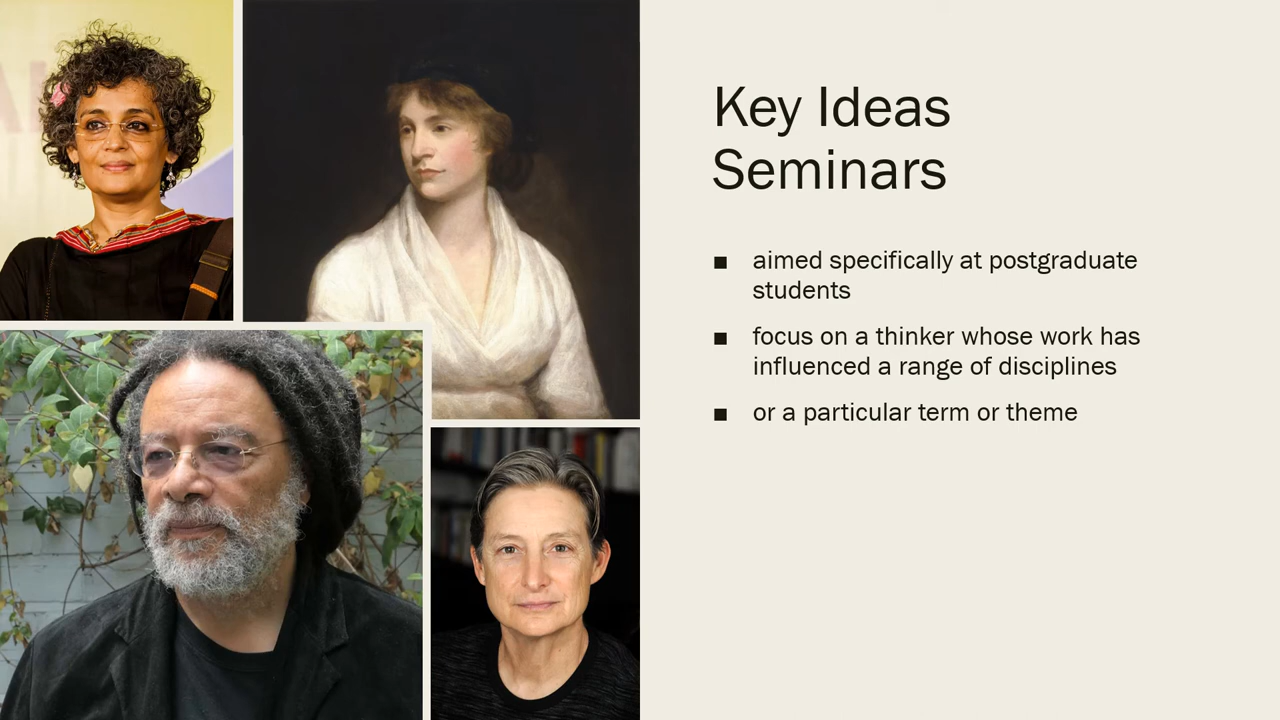 Key Ideas
Seminars
▪ aimed specifically at postgraduate
students
▪ focus on a thinker whose work has
influenced a range of disciplines
▪ or a particular term or theme